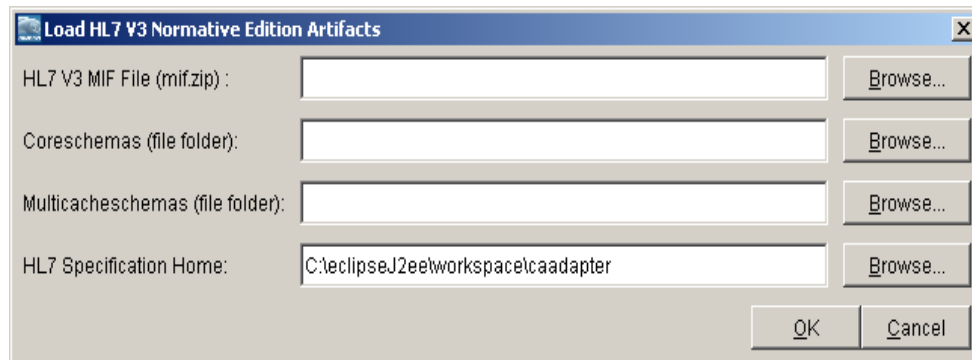 Load HL7 V3 Normative Edition Artifacts
HL7 V3 MIF File (mif.zip) : Browse...
Coreschemas (file folder): Browse...
Multicacheschemas (file folder): Browse...
HL7 Specification Home: C:\eclipseJ2ee\workspace\caadapter Browse...
OK Cancel